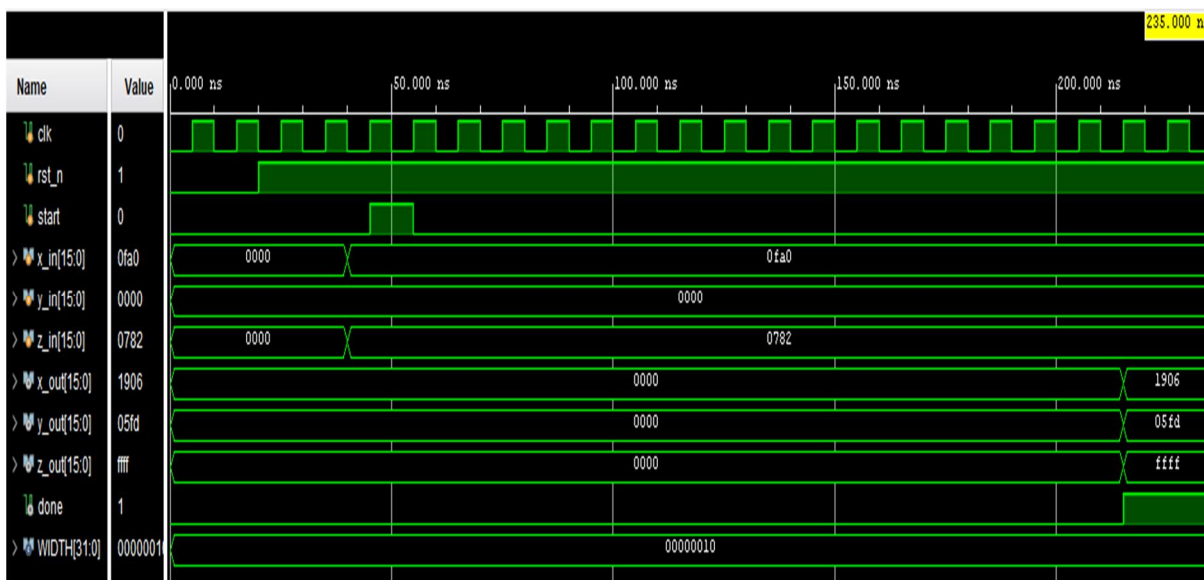 235.000 n
Name Value 0.000 ns 50.000 ns 100.000 ns 150.000 ns 200.000 ns
clk 0
rst_n 1
start 0
x_in[15:0] 0fa0 0000 0fa0
y_in[15:0] 0000 0000
z_in[15:0] 0782 0000 0782
x_out[15:0] 1906 0000 1906
y_out[15:0] 05fd 0000 05fd
z_out[15:0] ffff 0000 ffff
done 1
WIDTH[31:0] 0000001 00000010